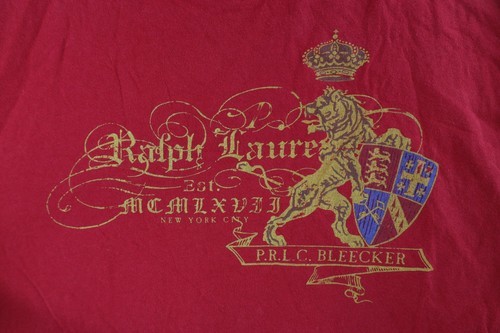 Ralph Laure
Est.
MCMLXVII
NEW YORK CITY
P.R.L.C. BLEECKER